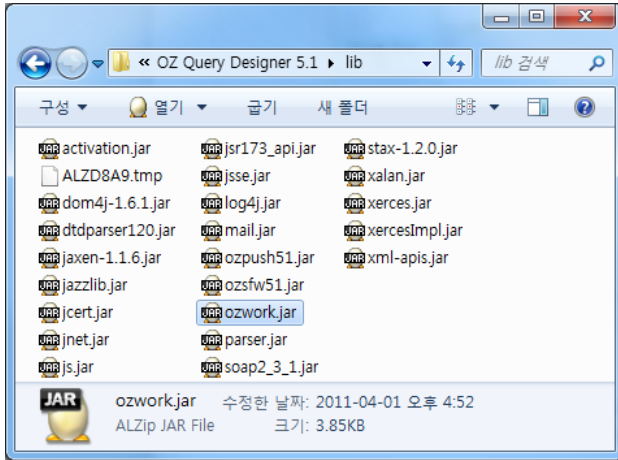 « OZ Query Designer 5.1 ▸ lib
lib 검색
구성 열기 굽기 새 폴더
activation.jar
ALZD8A9.tmp
dom4j-1.6.1.jar
dtdparser120.jar
jaxen-1.1.6.jar
jazzlib.jar
jcert.jar
jnet.jar
js.jar
jsr173_api.jar
jsse.jar
log4j.jar
mail.jar
ozpush51.jar
ozsfw51.jar
ozwork.jar
parser.jar
soap2_3_1.jar
stax-1.2.0.jar
xalan.jar
xerces.jar
xercesImpl.jar
xml-apis.jar
JAR
ozwork.jar 수정한 날짜: 2011-04-01 오후 4:52
ALZip JAR File 크기: 3.85KB